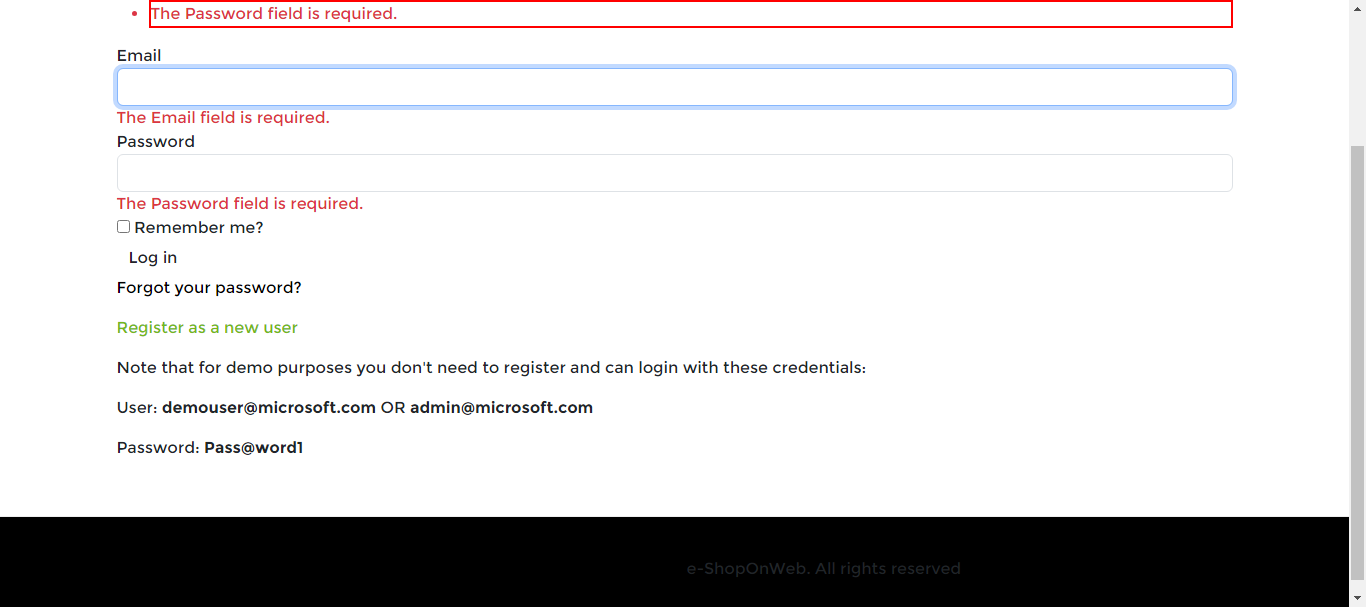 The Password field is required.
Email
The Email field is required.
Password
The Password field is required.
Remember me?
Log in
Forgot your password?
Register as a new user
Note that for demo purposes you don't need to register and can login with these credentials:
User: demouser@microsoft.com OR admin@microsoft.com
Password: Pass@word1
e-ShopOnWeb. All rights reserved